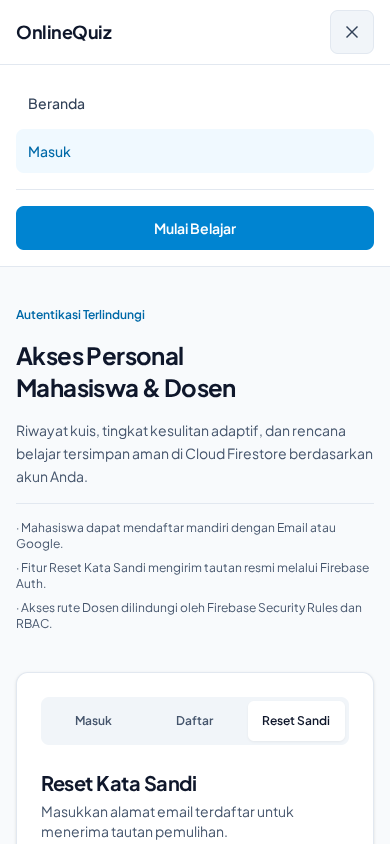 OnlineQuiz
Beranda
Masuk
Mulai Belajar
Autentikasi Terlindungi
Akses Personal
Mahasiswa & Dosen
Riwayat kuis, tingkat kesulitan adaptif, dan rencana
belajar tersimpan aman di Cloud Firestore berdasarkan
akun Anda.
· Mahasiswa dapat mendaftar mandiri dengan Email atau
Google.
· Fitur Reset Kata Sandi mengirim tautan resmi melalui Firebase
Auth.
· Akses rute Dosen dilindungi oleh Firebase Security Rules dan
RBAC.
Masuk Daftar Reset Sandi
Reset Kata Sandi
Masukkan alamat email terdaftar untuk
menerima tautan pemulihan.